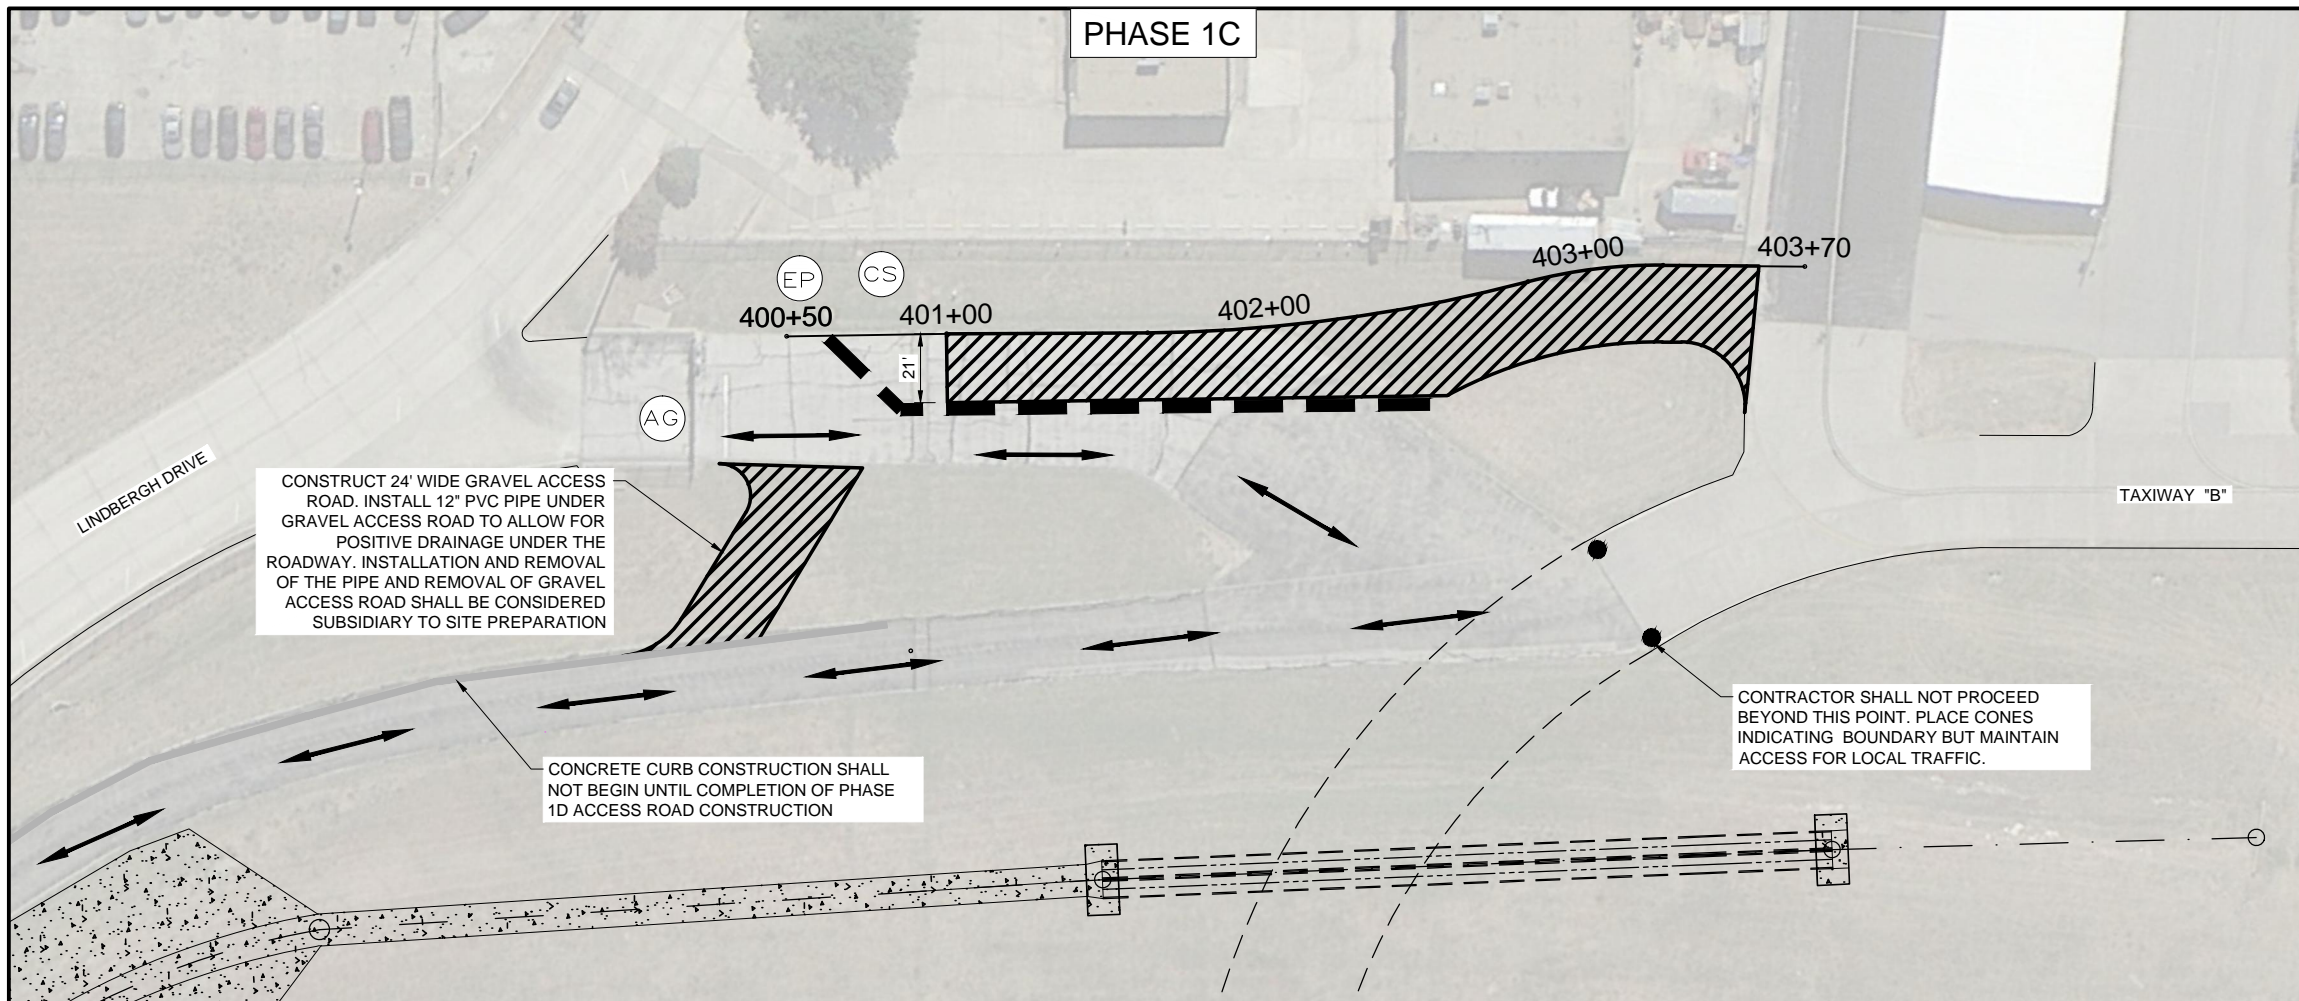 PHASE 1C
403+00
403+70
EP
CS
400+50
401+00
402+00
21'
AG
LINDBERGH DRIVE
CONSTRUCT 24' WIDE GRAVEL ACCESS
ROAD. INSTALL 12" PVC PIPE UNDER
GRAVEL ACCESS ROAD TO ALLOW FOR
POSITIVE DRAINAGE UNDER THE
ROADWAY. INSTALLATION AND REMOVAL
OF THE PIPE AND REMOVAL OF GRAVEL
ACCESS ROAD SHALL BE CONSIDERED
SUBSIDIARY TO SITE PREPARATION
TAXIWAY "B"
CONTRACTOR SHALL NOT PROCEED
BEYOND THIS POINT. PLACE CONES
INDICATING BOUNDARY BUT MAINTAIN
ACCESS FOR LOCAL TRAFFIC.
CONCRETE CURB CONSTRUCTION SHALL
NOT BEGIN UNTIL COMPLETION OF PHASE
1D ACCESS ROAD CONSTRUCTION